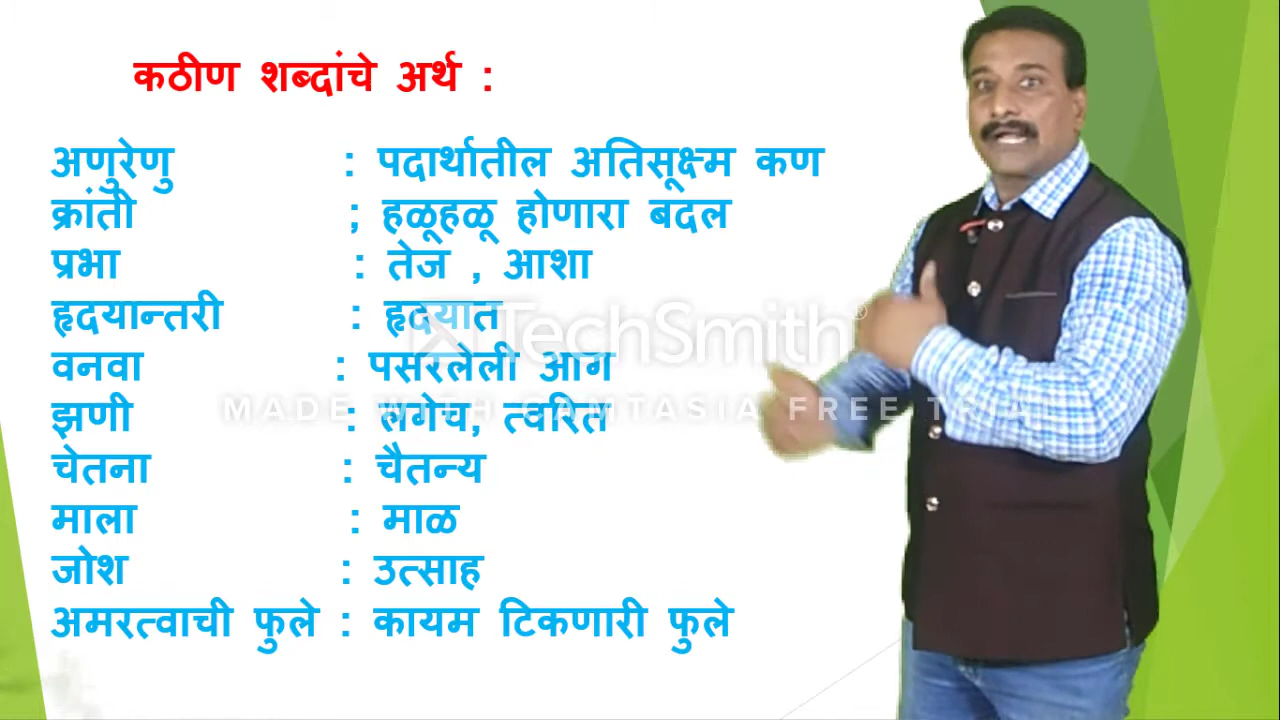 कठीण शब्दांचे अर्थ :
अणुरेणु : पदार्थातील अतिसूक्ष्म कण
क्रांती ; हळूहळू होणारा बदल
प्रभा : तेज , आशा
हृदयान्तरी : हृदयात
TechSmith®
वनवा : पसरलेली आग
MADE WITH CAMTASIA FREE TRIAL
झणी : लगेच, त्वरित
चेतना : चैतन्य
माला : माळ
जोश : उत्साह
अमरत्वाची फुले : कायम टिकणारी फुले